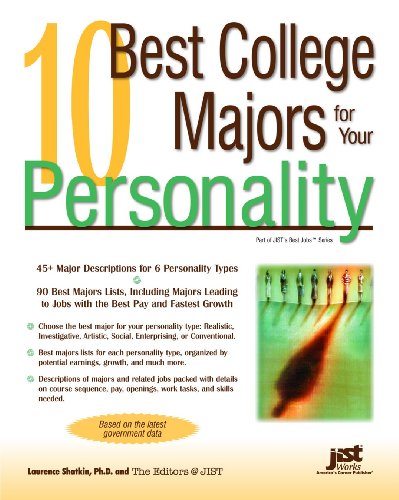 10 Best College
Majors for Your
Personality
Part of JIST's Best Jobs™ Series
45+ Major Descriptions for 6 Personality Types
90 Best Majors Lists, Including Majors Leading
to Jobs with the Best Pay and Fastest Growth
Choose the best major for your personality type: Realistic,
Investigative, Artistic, Social, Enterprising, or Conventional.
Best majors lists for each personality type, organized by
potential earnings, growth, and much more.
Descriptions of majors and related jobs packed with details
on course sequence, pay, openings, work tasks, and skills
needed.
Based on the latest
government data
Laurence Shatkin, Ph.D. and The Editors @ JIST
jist
Works
America's Career Publisher